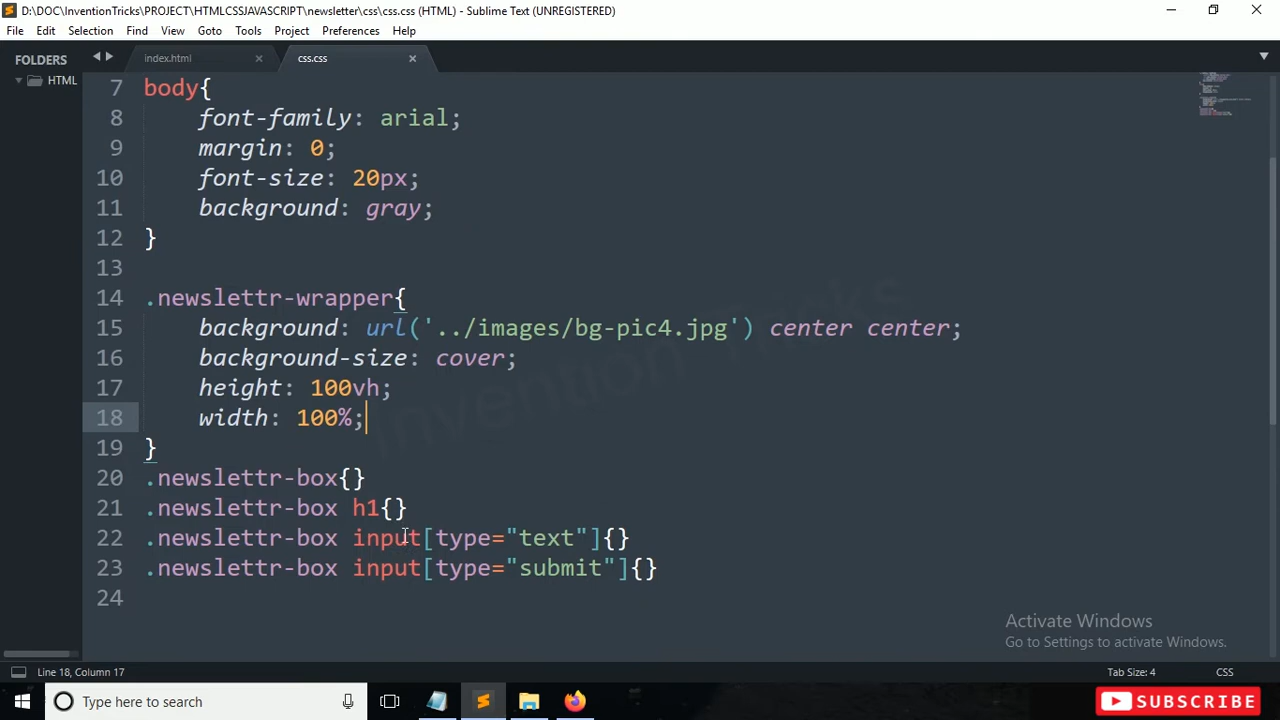 D:\DOC\InventionTricks\PROJECT\HTMLCSSJAVASCRIPT\newsletter\css\css.css (HTML) - Sublime Text (UNREGISTERED)
File Edit Selection Find View Goto Tools Project Preferences Help
FOLDERS
HTML
index.html
css.css
7 body{
8 font-family: arial;
9 margin: 0;
10 font-size: 20px;
11 background: gray;
12 }
13
14 .newslettr-wrapper{
15 background: url('../images/bg-pic4.jpg') center center;
16 background-size: cover;
17 height: 100vh;
18 width: 100%;
19 }
20 .newslettr-box{}
21 .newslettr-box h1{}
22 .newslettr-box input[type="text"]{}
23 .newslettr-box input[type="submit"]{}
24
Invention Tricks
Activate Windows
Go to Settings to activate Windows.
Line 18, Column 17
Tab Size: 4
CSS
Type here to search
SUBSCRIBE